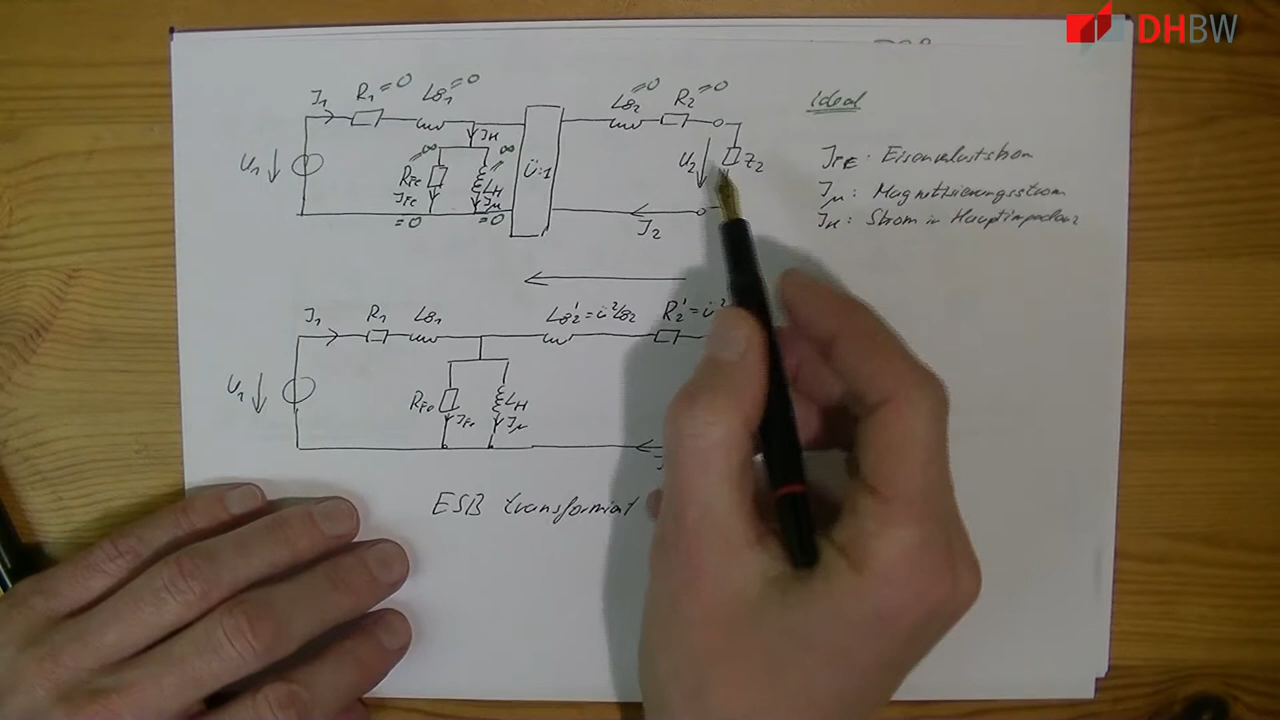 DHBW
I1 R1=0 Lσ1=0 Lσ2=0 R2=0
Ideal
IH
U1 RFe=∞ LH=∞ ü:1 U2 Z2
IFe=0 Iμ=0
I2
IFE: Eisenverluststrom
Iμ: Magnetisierungsstrom
IH: Strom in Hauptimpedanz
I1 R1 Lσ1 Lσ2'=ü²Lσ2 R2'=ü²
U1 RFe LH
IFe Iμ
ESB transformiert